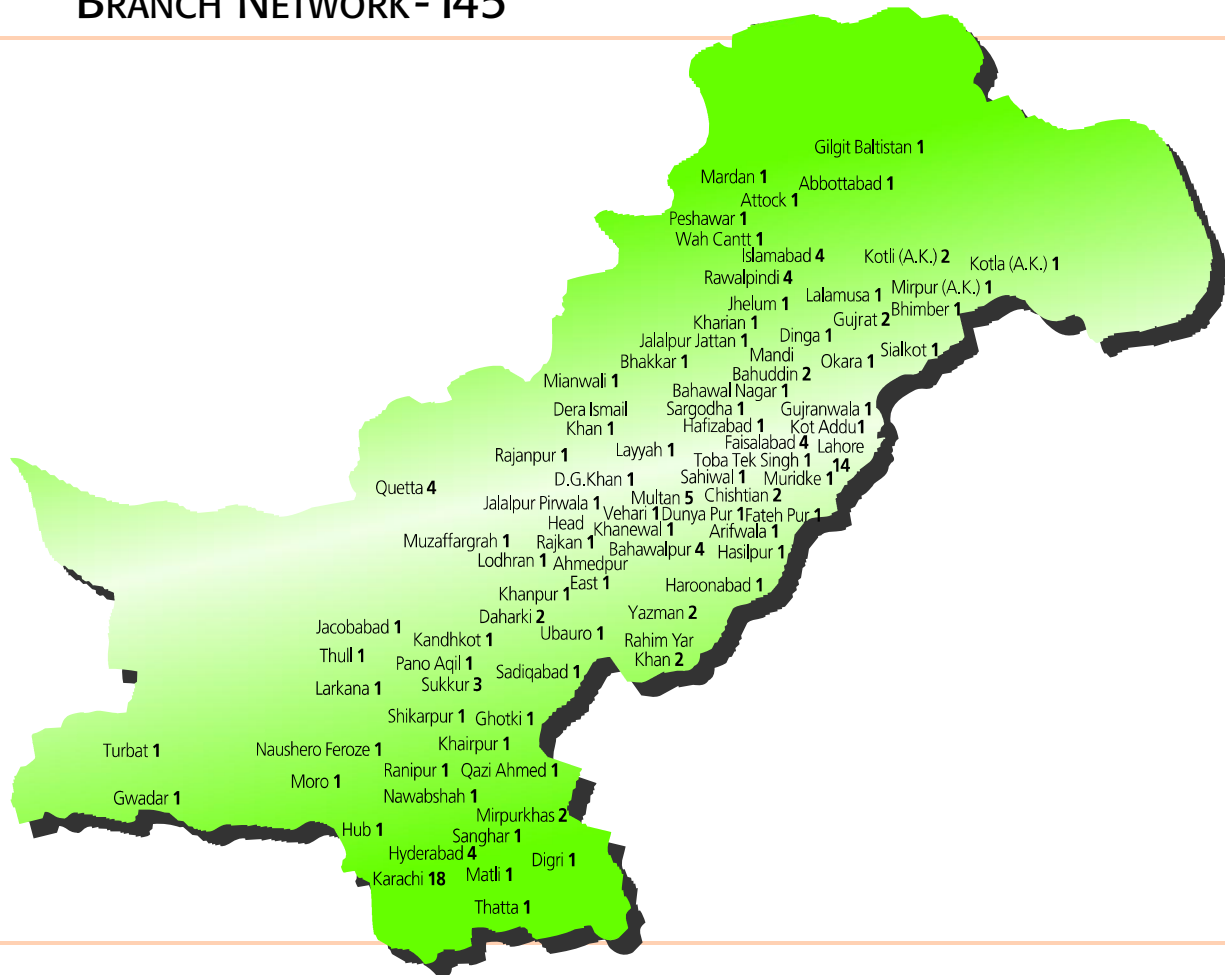 BRANCH NETWORK - 145
Gilgit Baltistan 1
Mardan 1
Abbottabad 1
Attock 1
Peshawar 1
Wah Cantt 1
Islamabad 4
Kotli (A.K.) 2
Kotla (A.K.) 1
Rawalpindi 4
Mirpur (A.K.) 1
Lalamusa 1
Jhelum 1
Bhimber 1
Gujrat 2
Kharian 1
Dinga 1
Jalalpur Jattan 1
Sialkot 1
Mandi
Bahuddin 2
Okara 1
Bhakkar 1
Mianwali 1
Bahawal Nagar 1
Dera Ismail
Khan 1
Sargodha 1
Gujranwala 1
Hafizabad 1
Kot Addu 1
Faisalabad 4
Lahore
14
Layyah 1
Rajanpur 1
Toba Tek Singh 1
D.G.Khan 1
Sahiwal 1
Muridke 1
Quetta 4
Multan 5
Chishtian 2
Jalalpur Pirwala 1
Vehari 1
Dunya Pur 1
Fateh Pur 1
Head
Rajkan 1
Khanewal 1
Arifwala 1
Muzaffargrah 1
Bahawalpur 4
Hasilpur 1
Lodhran 1
Ahmedpur
East 1
Haroonabad 1
Khanpur 1
Daharki 2
Yazman 2
Jacobabad 1
Kandhkot 1
Ubauro 1
Rahim Yar
Khan 2
Thull 1
Pano Aqil 1
Sadiqabad 1
Larkana 1
Sukkur 3
Shikarpur 1
Ghotki 1
Turbat 1
Naushero Feroze 1
Khairpur 1
Ranipur 1
Qazi Ahmed 1
Moro 1
Gwadar 1
Nawabshah 1
Mirpurkhas 2
Hub 1
Sanghar 1
Hyderabad 4
Digri 1
Karachi 18
Matli 1
Thatta 1